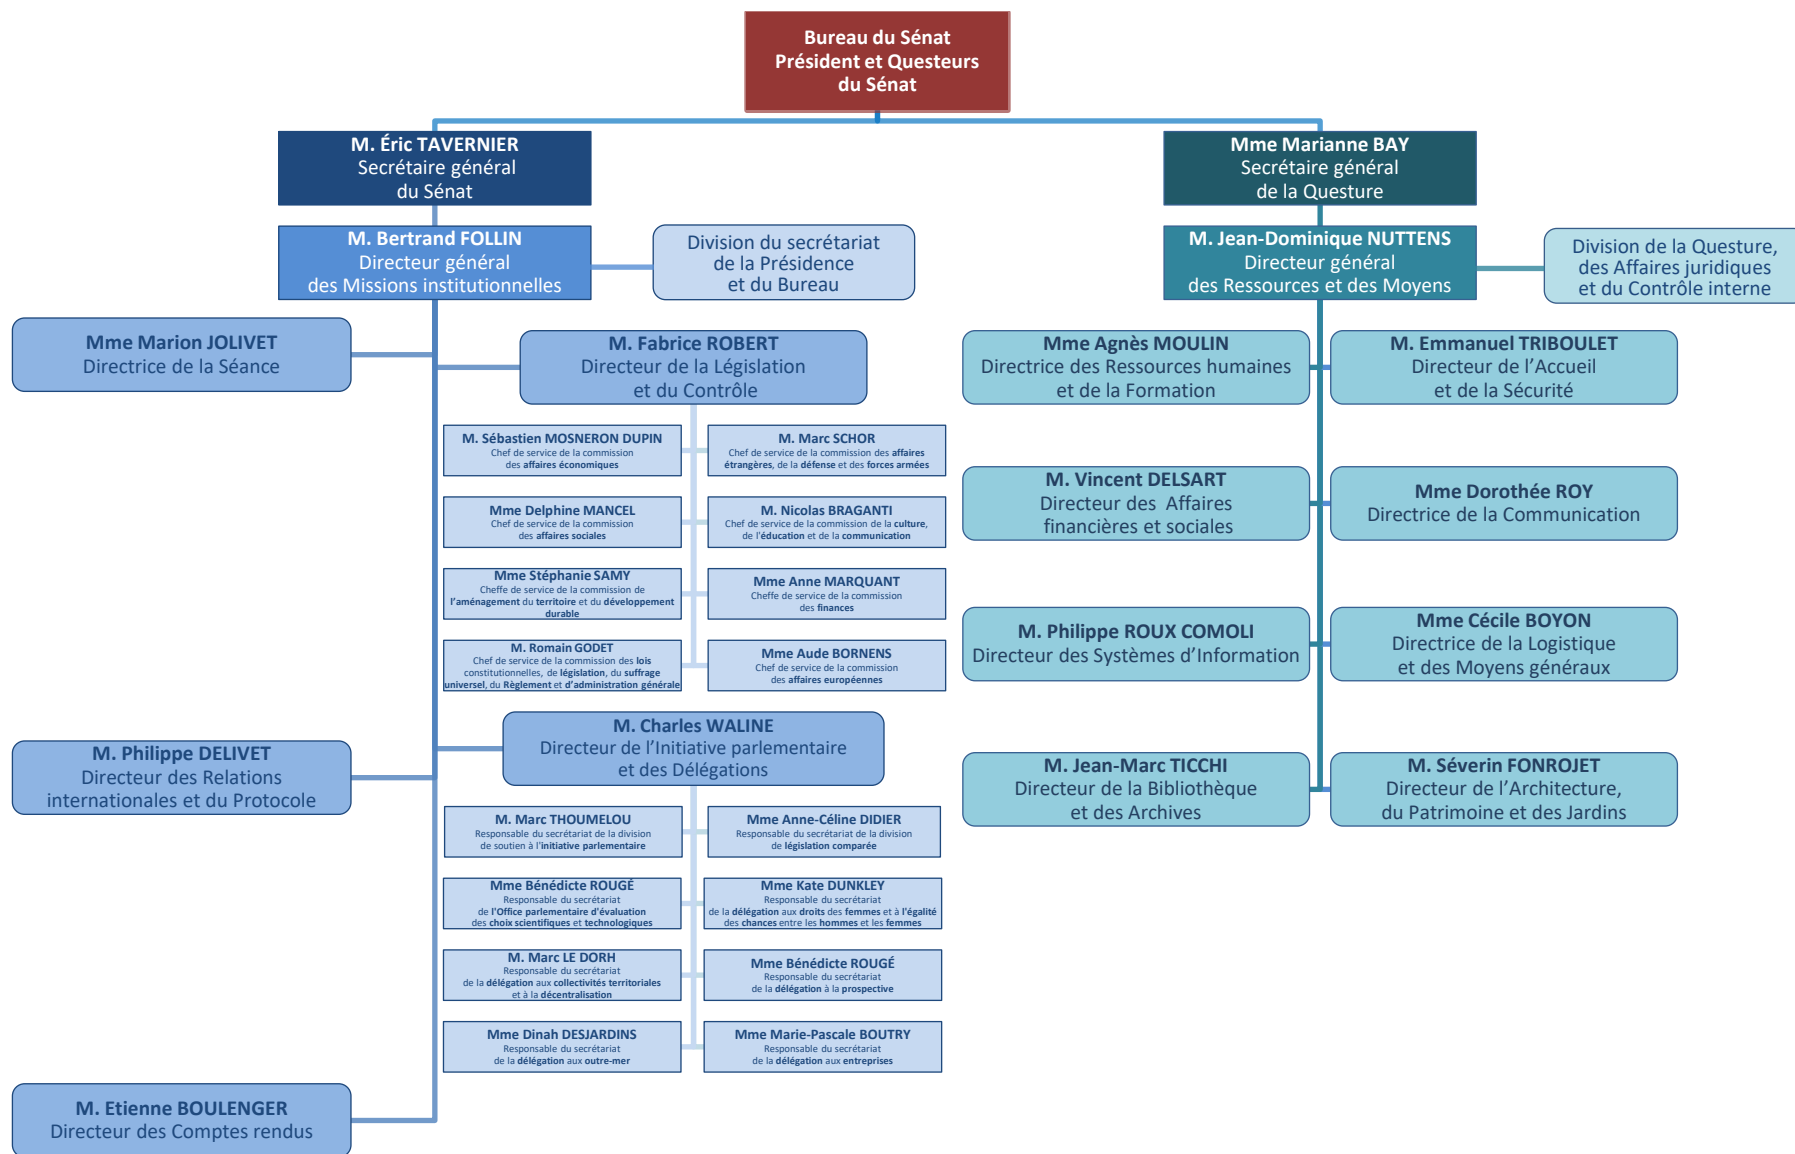 Bureau du Sénat
Président et Questeurs
du Sénat
M. Éric TAVERNIER
Secrétaire général
du Sénat
Mme Marianne BAY
Secrétaire général
de la Questure
M. Bertrand FOLLIN
Directeur général
des Missions institutionnelles
Division du secrétariat
de la Présidence
et du Bureau
M. Jean-Dominique NUTTENS
Directeur général
des Ressources et des Moyens
Division de la Questure,
des Affaires juridiques
et du Contrôle interne
Mme Marion JOLIVET
Directrice de la Séance
M. Fabrice ROBERT
Directeur de la Législation
et du Contrôle
Mme Agnès MOULIN
Directrice des Ressources humaines
et de la Formation
M. Emmanuel TRIBOULET
Directeur de l’Accueil
et de la Sécurité
M. Sébastien MOSNERON DUPIN
Chef de service de la commission
des affaires économiques
M. Marc SCHOR
Chef de service de la commission des affaires
étrangères, de la défense et des forces armées
Mme Delphine MANCEL
Chef de service de la commission
des affaires sociales
M. Nicolas BRAGANTI
Chef de service de la commission de la culture,
de l'éducation et de la communication
M. Vincent DELSART
Directeur des Affaires
financières et sociales
Mme Dorothée ROY
Directrice de la Communication
Mme Stéphanie SAMY
Cheffe de service de la commission de
l’aménagement du territoire et du développement
durable
Mme Anne MARQUANT
Cheffe de service de la commission
des finances
M. Romain GODET
Chef de service de la commission des lois
constitutionnelles, de législation, du suffrage
universel, du Règlement et d’administration générale
Mme Aude BORNENS
Chef de service de la commission
des affaires européennes
M. Philippe ROUX COMOLI
Directeur des Systèmes d’Information
Mme Cécile BOYON
Directrice de la Logistique
et des Moyens généraux
M. Philippe DELIVET
Directeur des Relations
internationales et du Protocole
M. Charles WALINE
Directeur de l’Initiative parlementaire
et des Délégations
M. Jean-Marc TICCHI
Directeur de la Bibliothèque
et des Archives
M. Séverin FONROJET
Directeur de l’Architecture,
du Patrimoine et des Jardins
M. Marc THOUMELOU
Responsable du secrétariat de la division
de soutien à l'initiative parlementaire
Mme Anne-Céline DIDIER
Responsable du secrétariat de la division
de législation comparée
Mme Bénédicte ROUGÉ
Responsable du secrétariat
de l'Office parlementaire d'évaluation
des choix scientifiques et technologiques
Mme Kate DUNKLEY
Responsable du secrétariat
de la délégation aux droits des femmes et à l'égalité
des chances entre les hommes et les femmes
M. Marc LE DORH
Responsable du secrétariat
de la délégation aux collectivités territoriales
et à la décentralisation
Mme Bénédicte ROUGÉ
Responsable du secrétariat
de la délégation à la prospective
Mme Dinah DESJARDINS
Responsable du secrétariat
de la délégation aux outre-mer
Mme Marie-Pascale BOUTRY
Responsable du secrétariat
de la délégation aux entreprises
M. Etienne BOULENGER
Directeur des Comptes rendus